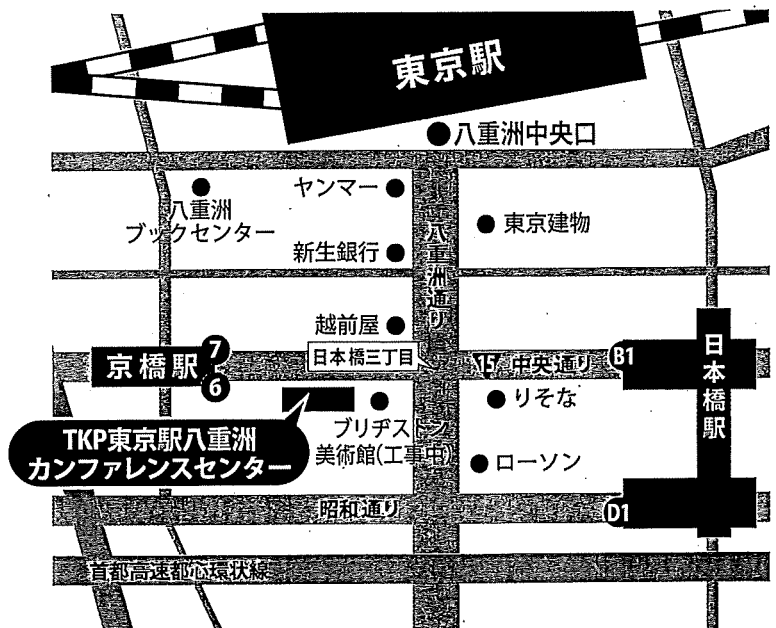 東京駅
八重洲中央口
ヤンマー
八重洲
ブックセンター
東京建物
新生銀行
八重洲通り
越前屋
日本橋三丁目
京橋駅
7
6
15
中央通り
B1
日本橋駅
りそな
TKP東京駅八重洲
カンファレンスセンター
ブリヂストン
美術館(工事中)
ローソン
昭和通り
D1
首都高速都心環状線